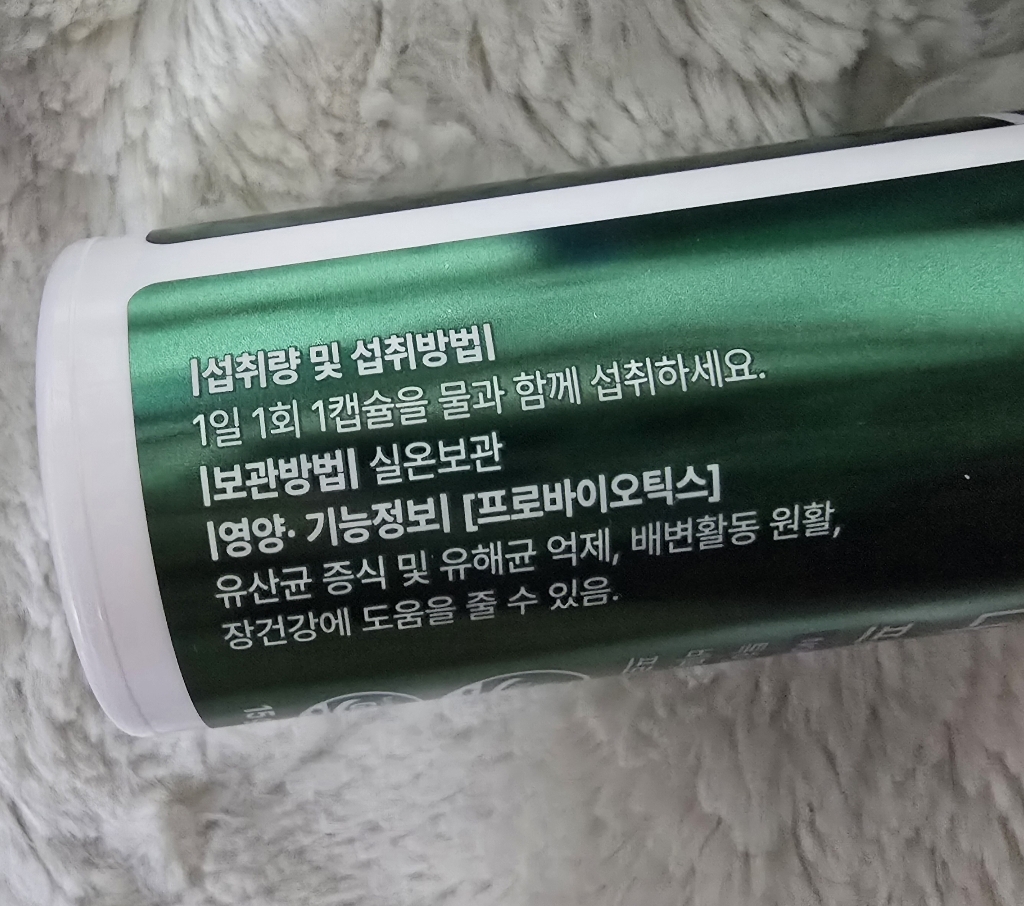 |섭취량 및 섭취방법|
1일 1회 1캡슐을 물과 함께 섭취하세요.
|보관방법| 실온보관
|영양· 기능정보| [프로바이오틱스]
유산균 증식 및 유해균 억제, 배변활동 원활,
장건강에 도움을 줄 수 있음.